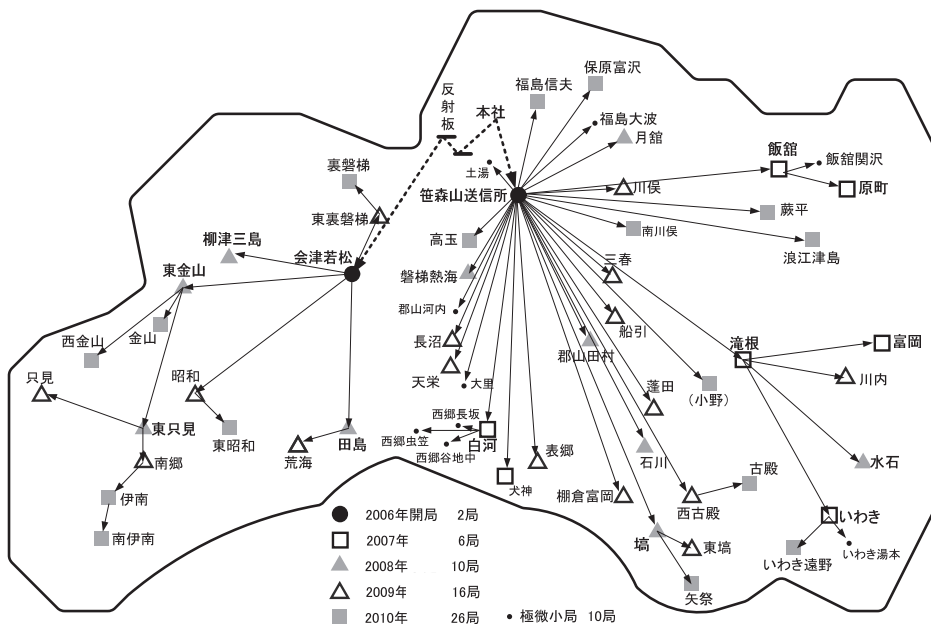 保原富沢
福島信夫
反射板
本社
福島大波
月舘
土湯
飯舘
飯舘関沢
原町
裏磐梯
笹森山送信所
川俣
東裏磐梯
蕨平
南川俣
浪江津島
柳津三島
会津若松
高玉
三春
東金山
磐梯熱海
郡山河内
船引
西金山
金山
長沼
滝根
富岡
郡山田村
只見
昭和
天栄
大里
川内
(小野)
蓬田
西郷長坂
東只見
東昭和
田島
西郷虫笠
白河
荒海
西郷谷地中
表郷
石川
水石
南郷
古殿
伊南
犬神
棚倉富岡
西古殿
いわき
南伊南
塙
東塙
いわき湯本
いわき遠野
矢祭
2006年開局 2局
2007年 6局
2008年 10局
2009年 16局
2010年 26局
極微小局 10局